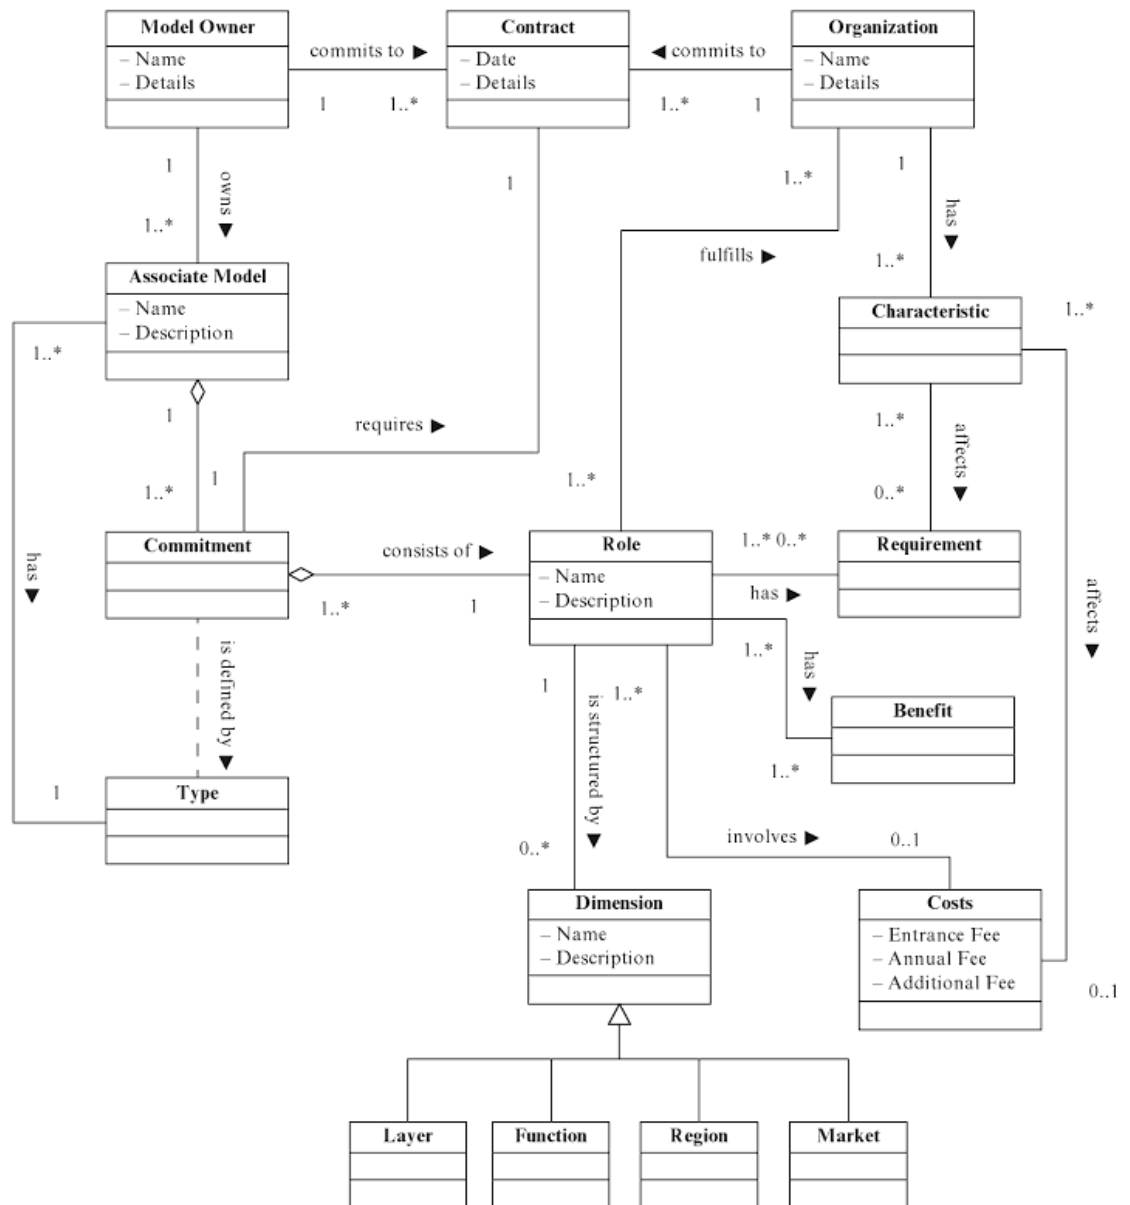 Model Owner
– Name
– Details
commits to ▶
1
1..*
Contract
– Date
– Details
◀ commits to
1..*
1
Organization
– Name
– Details
1
owns ▶
1..*
1
1..*
fulfills ▶
1
has ▶
1..*
Associate Model
– Name
– Description
1..*
1
1..*
1
requires ▶
Characteristic
1..*
1..*
affects ▶
0..*
1..*
has ▶
Commitment
consists of ▶
1..*
1
Role
– Name
– Description
1..* 0..*
has ▶
Requirement
affects ▶
is defined by ▶
1
is structured by ▶
1..*
1..*
has ▶
1..*
Benefit
1
Type
0..*
involves ▶
0..1
Dimension
– Name
– Description
Costs
– Entrance Fee
– Annual Fee
– Additional Fee
0..1
Layer
Function
Region
Market